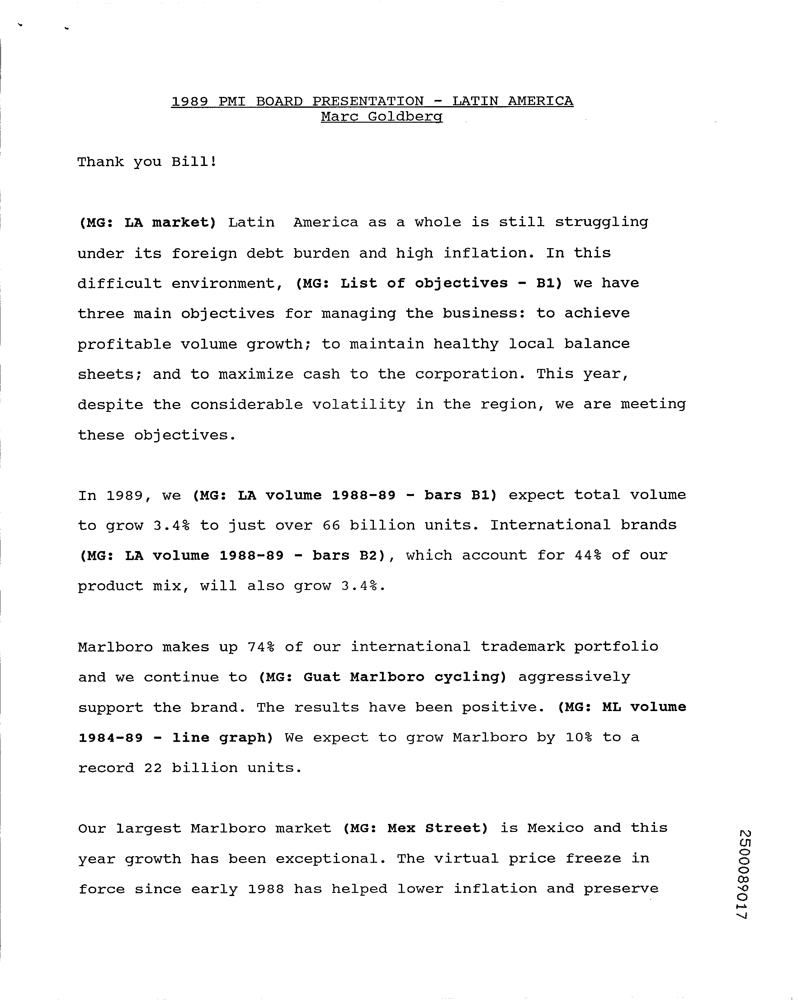 1989 PMI BOARD PRESENTATION - LATIN AMERICA
Marc Goldberg
Thank you Bill!
(MG: LA market) Latin  America as a whole is still struggling
under its foreign debt burden and high inflation. In this
difficult environment, (MG: List of objectives - B1) we have
three main objectives for managing the business: to achieve
profitable volume growth; to maintain healthy local balance
sheets; and to maximize cash to the corporation. This year,
despite the considerable volatility in the region, we are meeting
these objectives.
In 1989, we (MG: LA volume 1988-89 - bars B1) expect total volume
to grow 3.4% to just over 66 billion units. International brands
(MG: LA volume 1988-89 - bars B2), which account for 44% of our
product mix, will also grow 3.4%.
Marlboro makes up 74% of our international trademark portfolio
and we continue to (MG: Guat Marlboro cycling) aggressively
support the brand. The results have been positive. (MG: ML volume
1984-89 - line graph) We expect to grow Marlboro by 10% to a
record 22 billion units.
Our largest Marlboro market (MG: Mex Street) is Mexico and this
year growth has been exceptional. The virtual price freeze in
force since early 1988 has helped lower inflation and preserve
2500089017